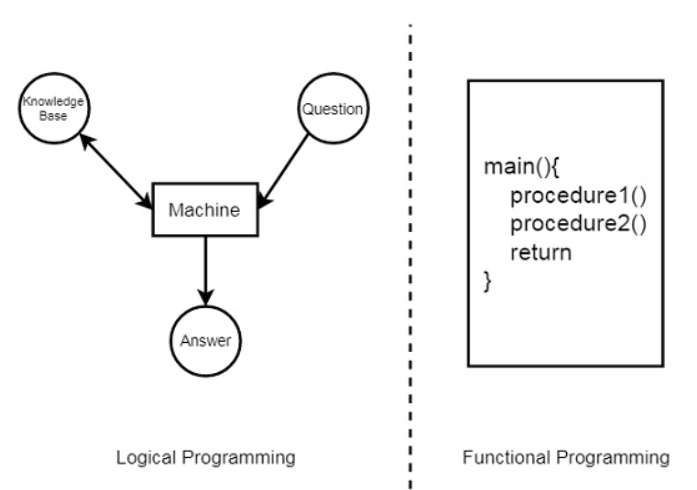 Knowledge
Base
Question
Machine
Answer
Logical Programming
main(){
procedure1()
procedure2()
return
}
Functional Programming